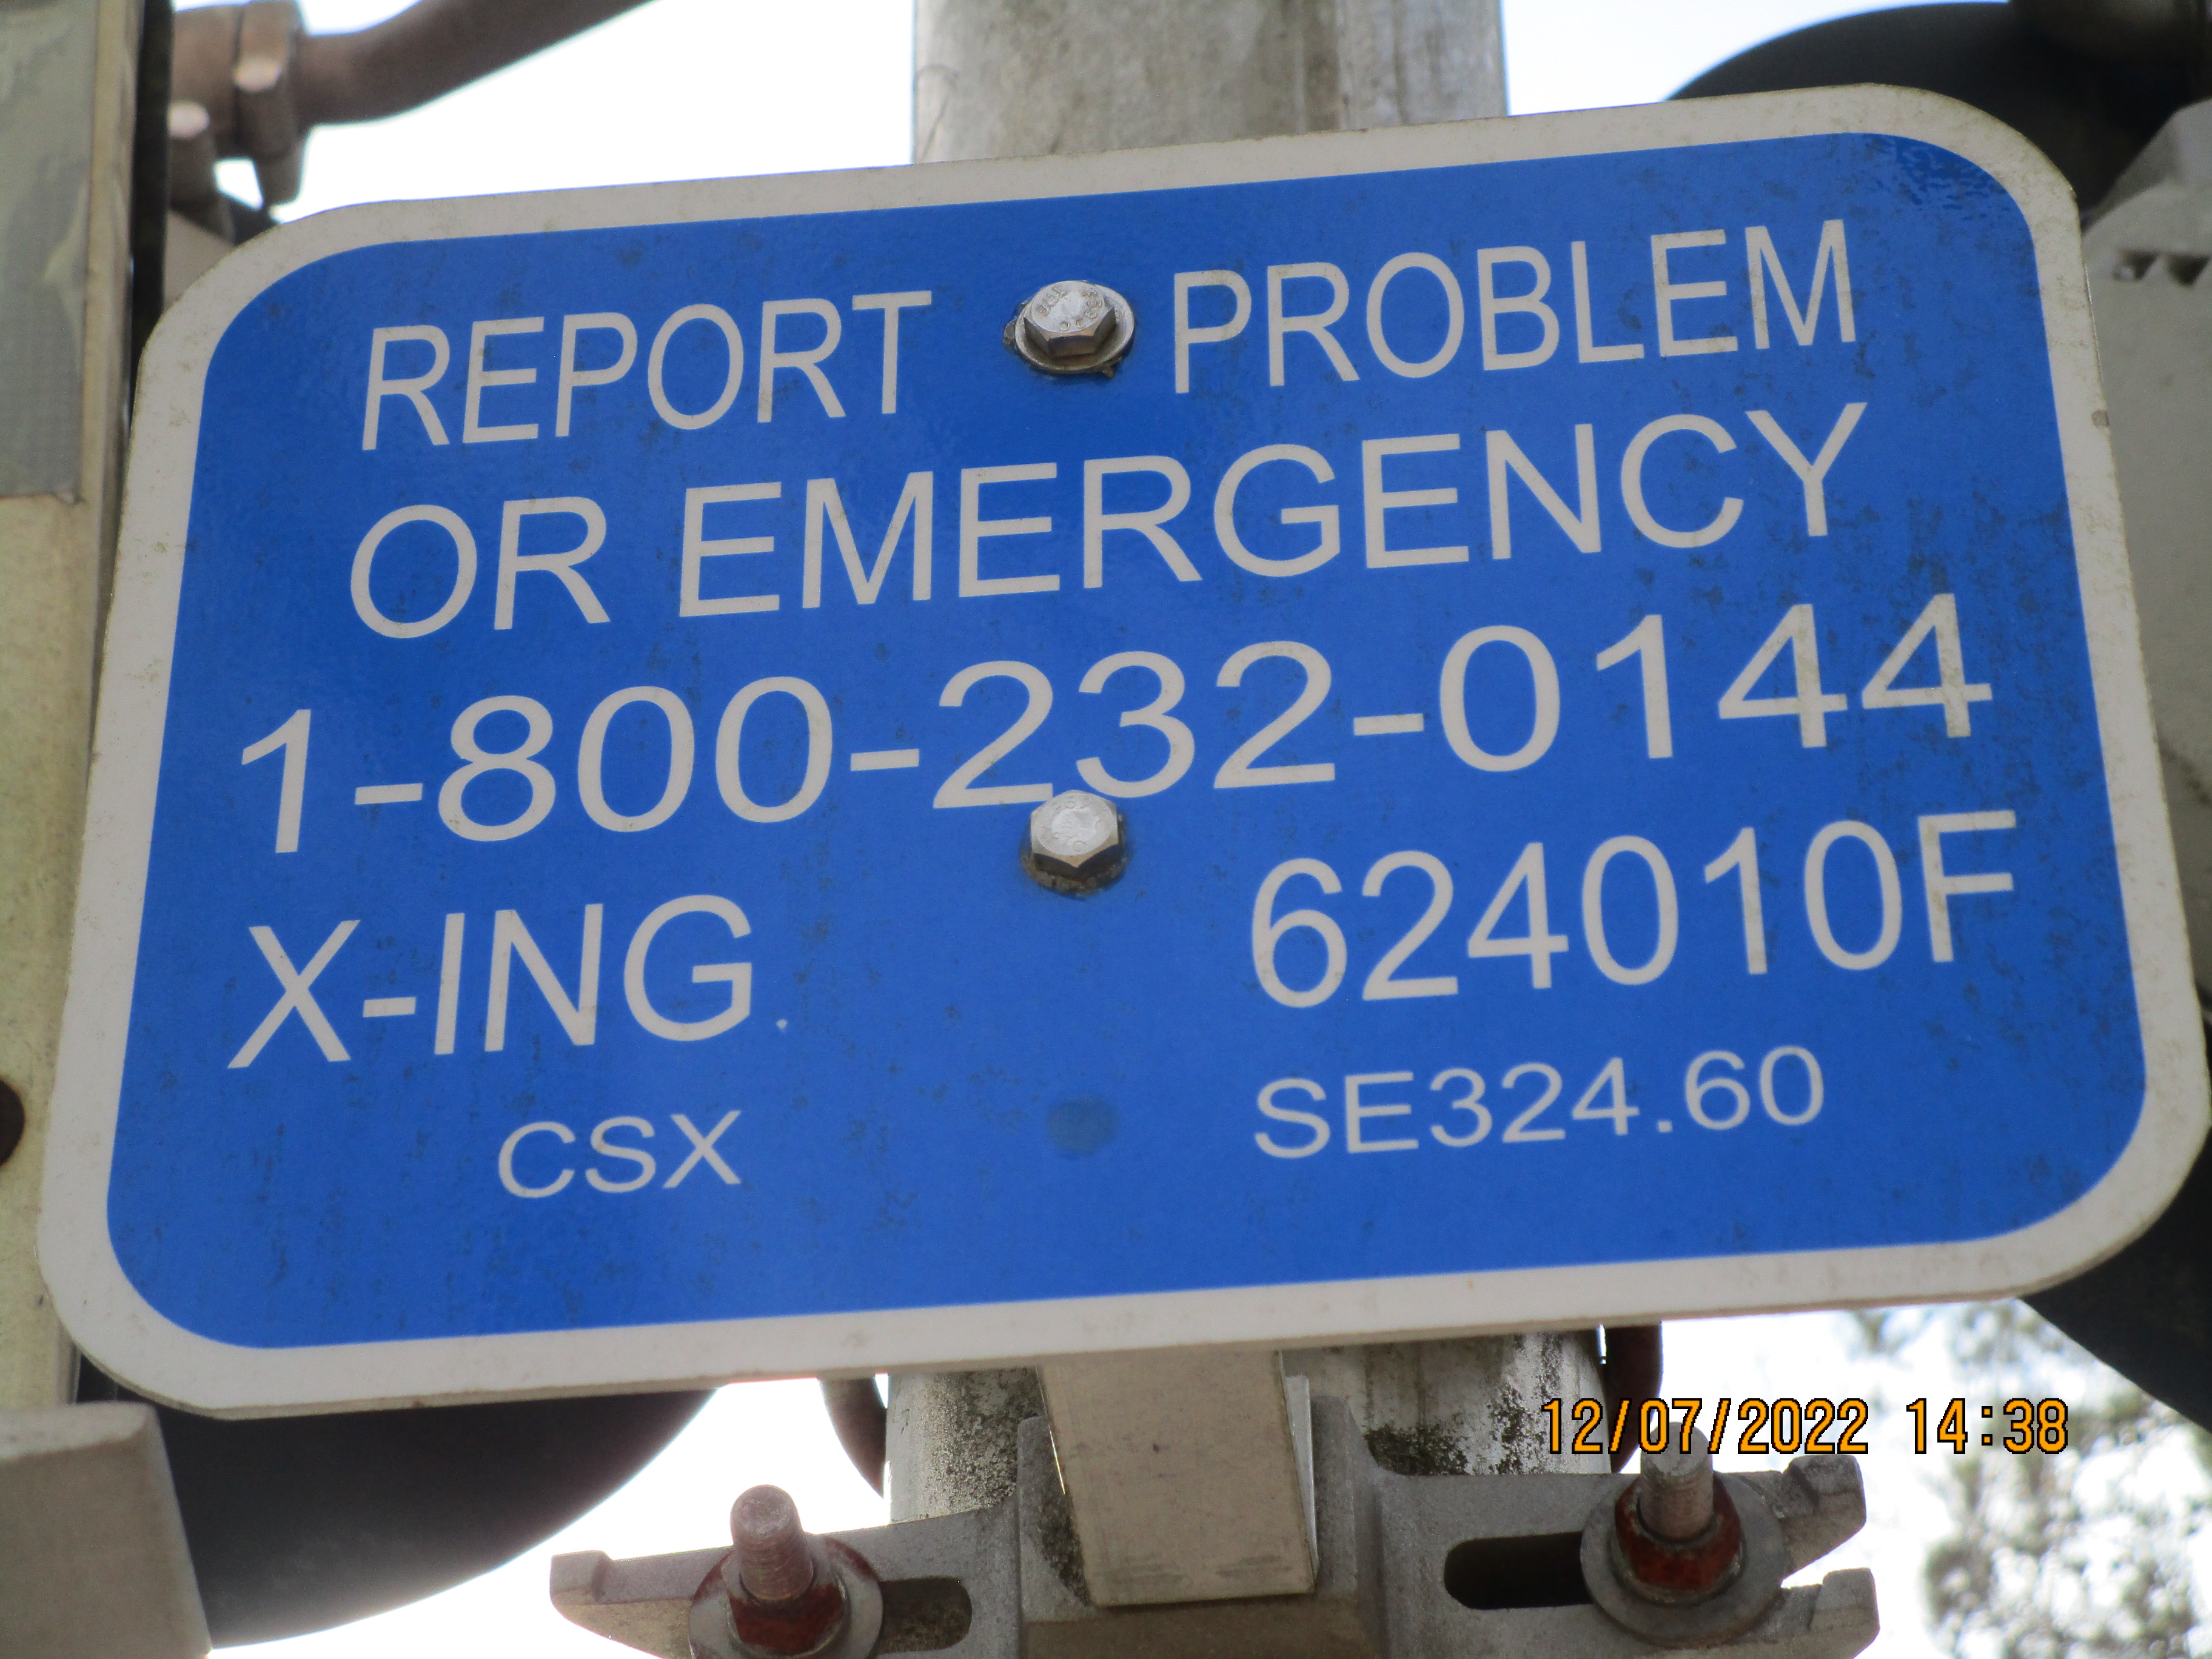 REPORT PROBLEM
OR EMERGENCY
1-800-232-0144
X-ING 624010F
CSX SE324.60
12/07/2022 14:38